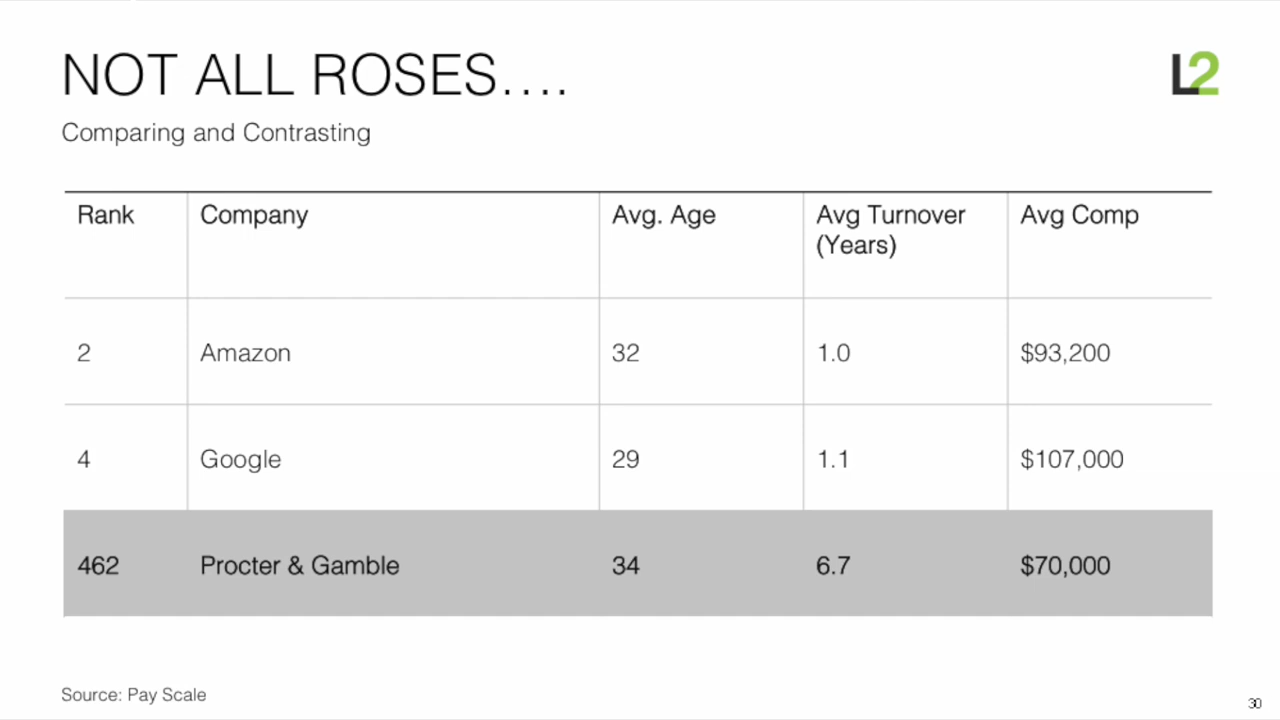 NOT ALL ROSES....
L2
Comparing and Contrasting
Rank Company Avg. Age Avg Turnover (Years) Avg Comp
2 Amazon 32 1.0 $93,200
4 Google 29 1.1 $107,000
462 Procter & Gamble 34 6.7 $70,000
Source: Pay Scale
30